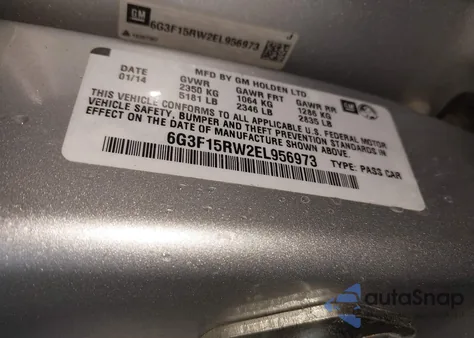 GM
6G3F15RW2EL956973
DATE MFD BY GM HOLDEN LTD
01/14 GVWR GAWR FRT GAWR RR
2350 KG 1064 KG 1286 KG
5181 LB 2346 LB 2835 LB
GM
THIS VEHICLE CONFORMS TO ALL APPLICABLE U.S. FEDERAL MOTOR
VEHICLE SAFETY, BUMPER AND THEFT PREVENTION STANDARDS IN
EFFECT ON THE DATE OF MANUFACTURE SHOWN ABOVE.
6G3F15RW2EL956973
TYPE: PASS CAR
autoSnap